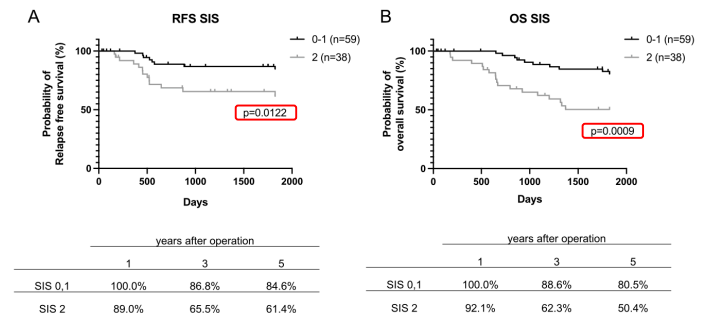 A
RFS SIS
0-1 (n=59)
2 (n=38)
Probability of
Relapse free survival (%)
100
50
0
p=0.0122
0 500 1000 1500 2000
Days
years after operation
1 3 5
SIS 0,1 100.0% 86.8% 84.6%
SIS 2 89.0% 65.5% 61.4%
B
OS SIS
0-1 (n=59)
2 (n=38)
Probability of
overall survival (%)
100
50
0
p=0.0009
0 500 1000 1500 2000
Days
years after operation
1 3 5
SIS 0,1 100.0% 88.6% 80.5%
SIS 2 92.1% 62.3% 50.4%